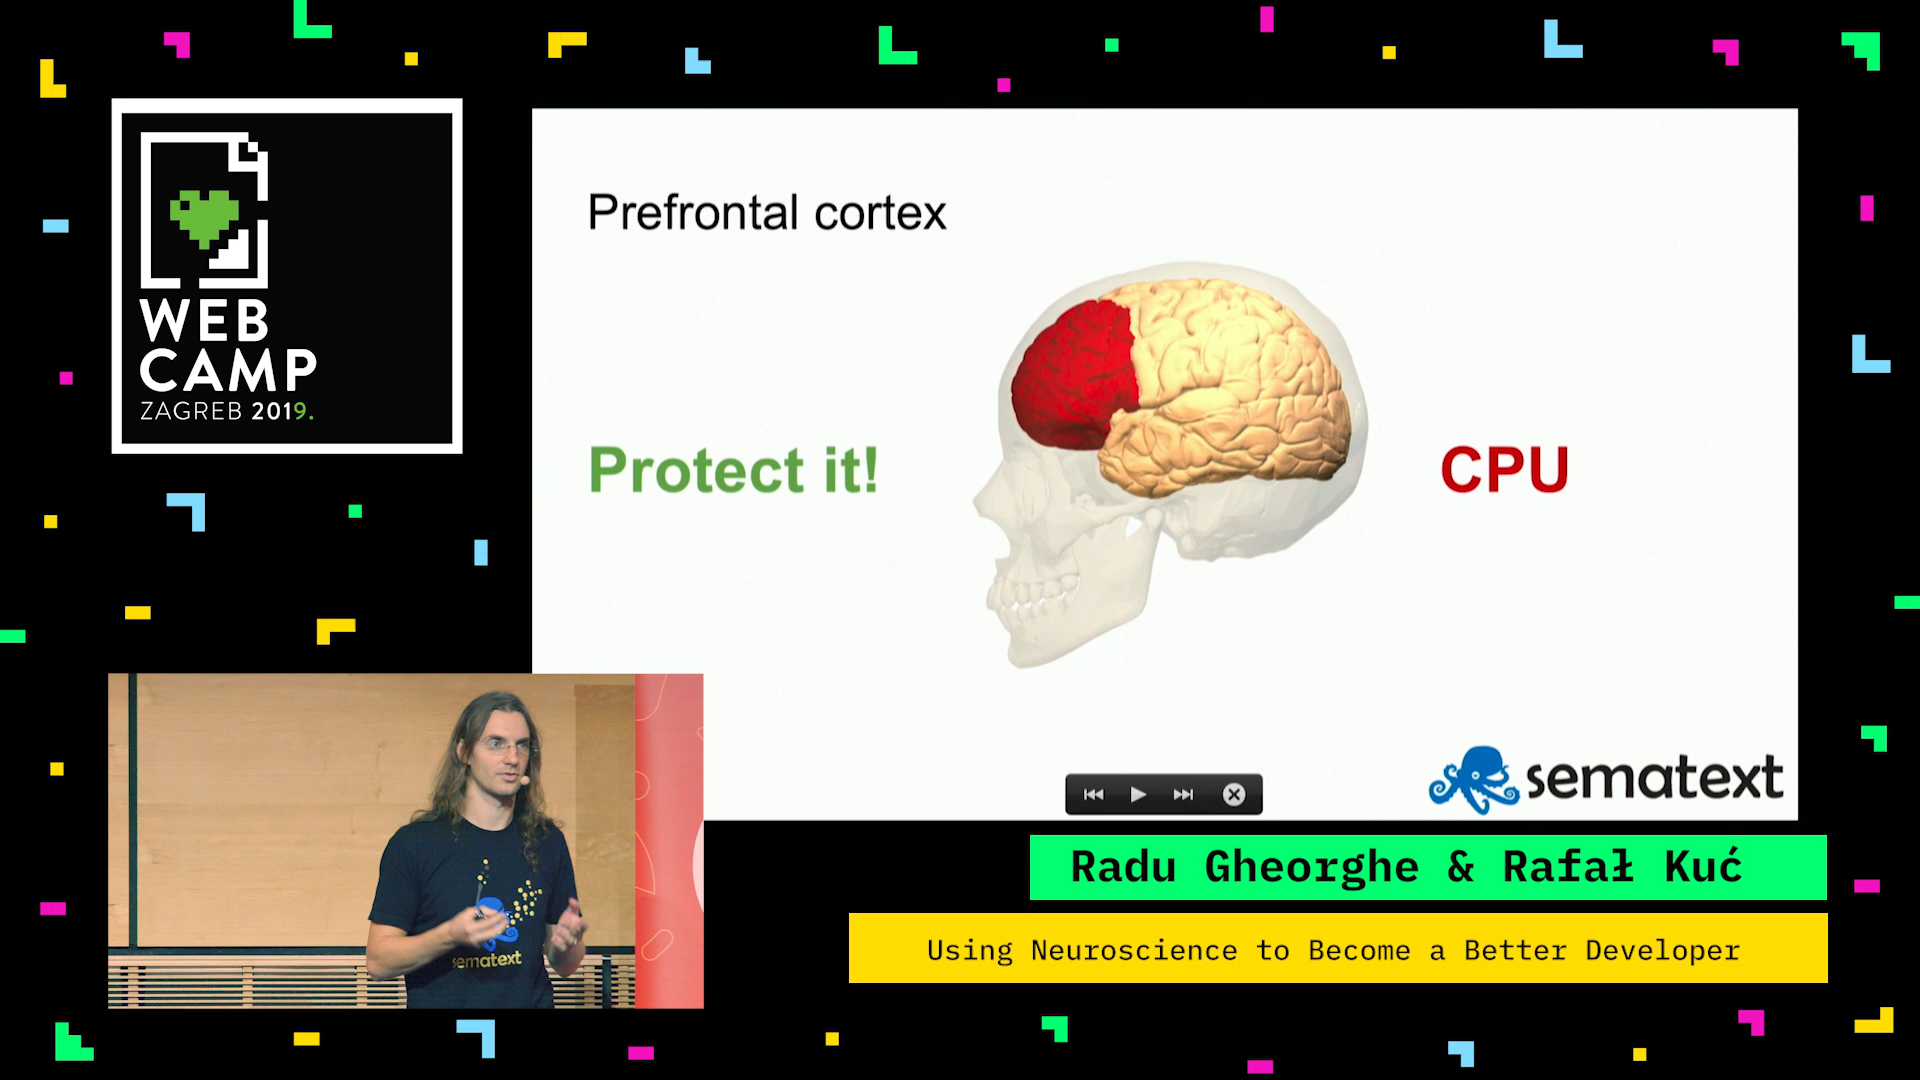 WEB
CAMP
ZAGREB 2019.
Prefrontal cortex
Protect it!
CPU
sematext
sematext
Radu Gheorghe & Rafał Kuć
Using Neuroscience to Become a Better Developer